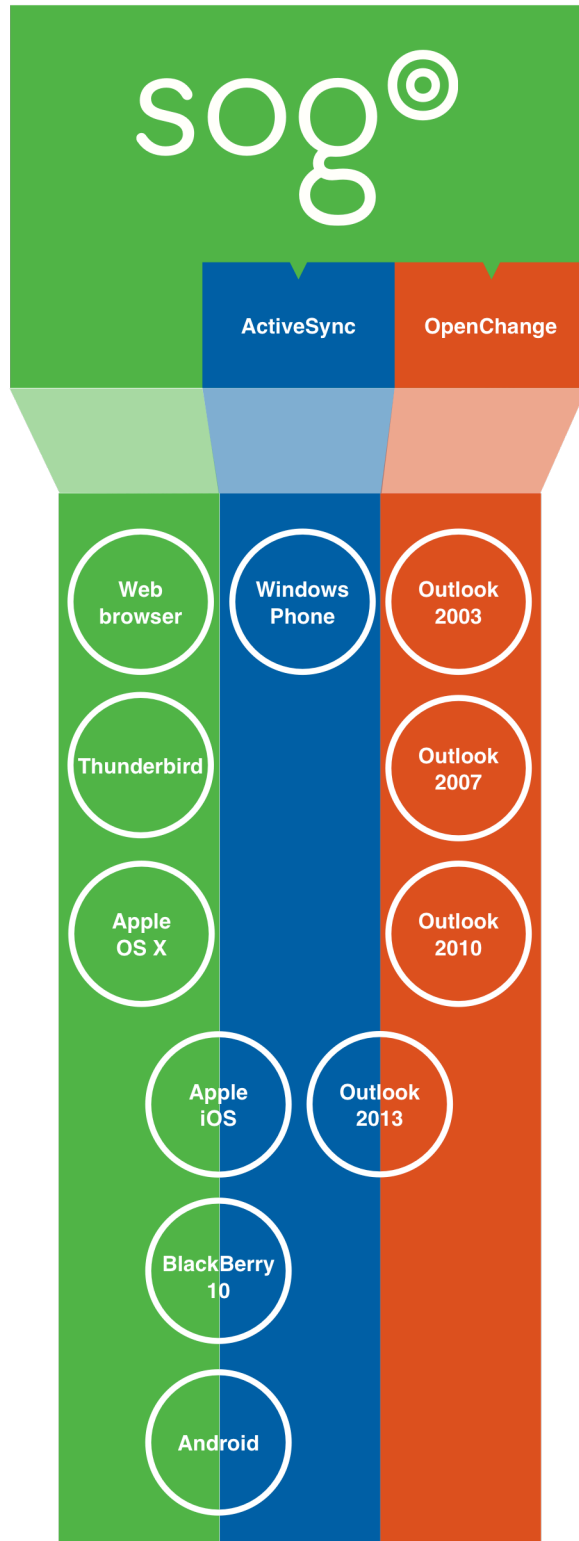 sogo
ActiveSync
OpenChange
Web
browser
Windows
Phone
Outlook
2003
Thunderbird
Outlook
2007
Apple
OS X
Outlook
2010
Apple
iOS
Outlook
2013
BlackBerry
10
Android